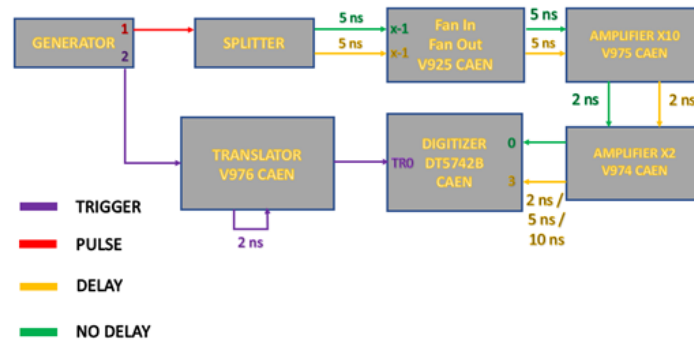 GENERATOR
1
2
SPLITTER
5 ns
5 ns
x-1
x-1
Fan In
Fan Out
V925 CAEN
5 ns
5 ns
AMPLIFIER X10
V975 CAEN
2 ns
2 ns
TRANSLATOR
V976 CAEN
2 ns
TR0
DIGITIZER
DT5742B
CAEN
0
3
AMPLIFIER X2
V974 CAEN
2 ns /
5 ns /
10 ns
TRIGGER
PULSE
DELAY
NO DELAY